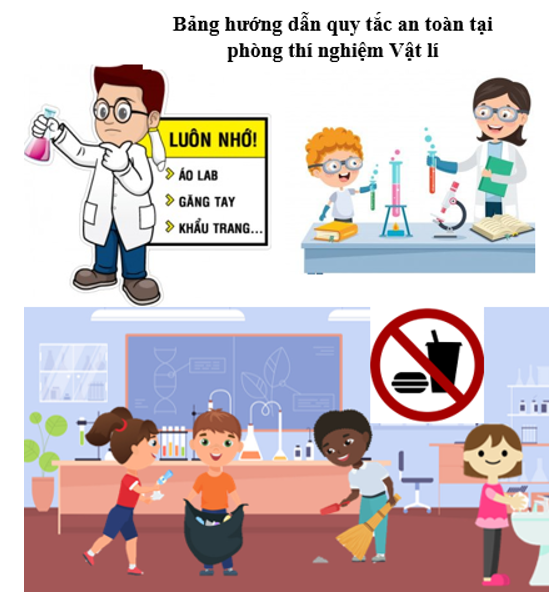 Bảng hướng dẫn quy tắc an toàn tại
phòng thí nghiệm Vật lí
LUÔN NHỚ!
ÁO LAB
GĂNG TAY
KHẨU TRANG...